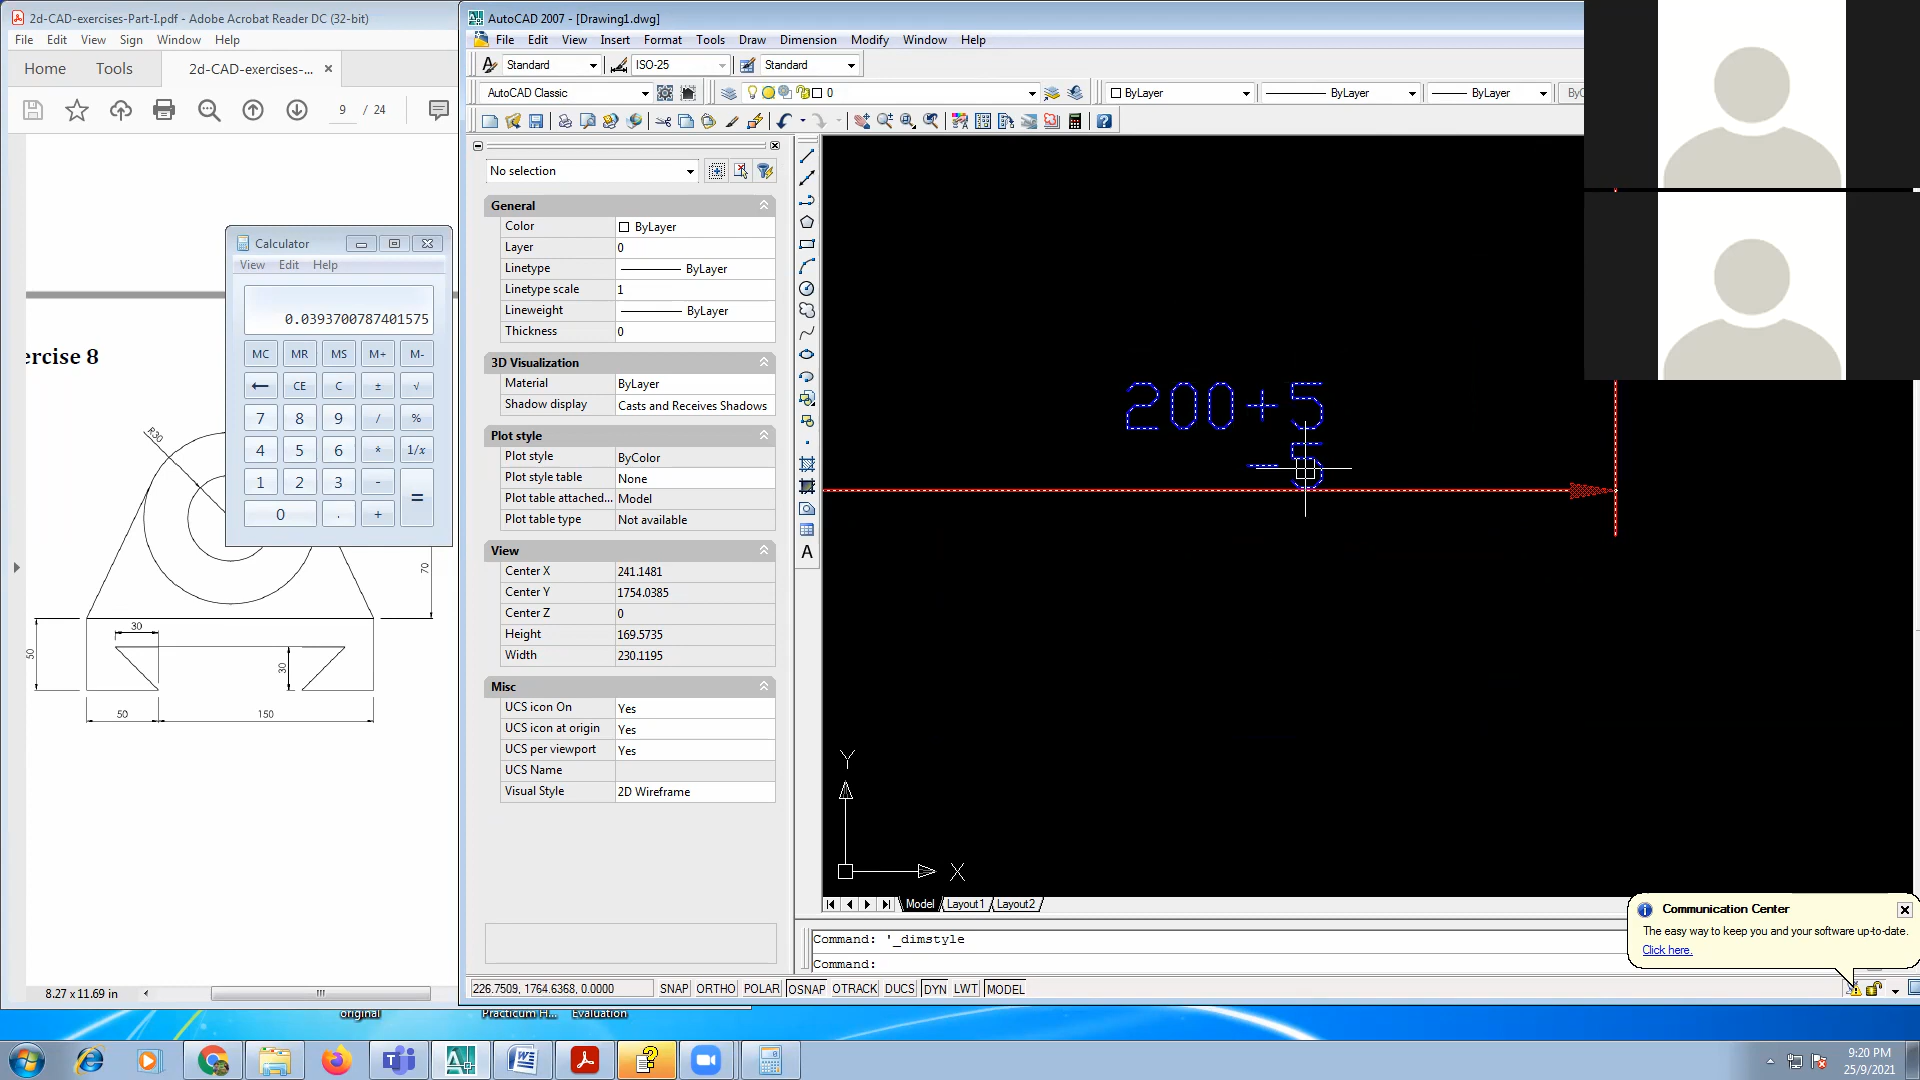 2d-CAD-exercises-Part-I.pdf - Adobe Acrobat Reader DC (32-bit)
File Edit View Sign Window Help
Home Tools 2d-CAD-exercises-... ×
9 / 24
ercise 8
R30
70
30
50
30
50 150
8.27 x 11.69 in
Calculator
View Edit Help
0.0393700787401575
MC MR MS M+ M-
← CE C ± √
7 8 9 / %
4 5 6 * 1/x
1 2 3 - =
0 . +
AutoCAD 2007 - [Drawing1.dwg]
File Edit View Insert Format Tools Draw Dimension Modify Window Help
Standard ISO-25 Standard
AutoCAD Classic 0 ByLayer ByLayer ByLayer ByC
No selection
General
Color ByLayer
Layer 0
Linetype ByLayer
Linetype scale 1
Lineweight ByLayer
Thickness 0
3D Visualization
Material ByLayer
Shadow display Casts and Receives Shadows
Plot style
Plot style ByColor
Plot style table None
Plot table attached... Model
Plot table type Not available
View
Center X 241.1481
Center Y 1754.0385
Center Z 0
Height 169.5735
Width 230.1195
Misc
UCS icon On Yes
UCS icon at origin Yes
UCS per viewport Yes
UCS Name
Visual Style 2D Wireframe
A
200+5
-5
Y
X
Model Layout1 Layout2
Command: '_dimstyle
Command:
226.7509, 1764.6368, 0.0000 SNAP ORTHO POLAR OSNAP OTRACK DUCS DYN LWT MODEL
Communication Center
The easy way to keep you and your software up-to-date.
Click here.
original Practicum H... Evaluation
9:20 PM
25/9/2021